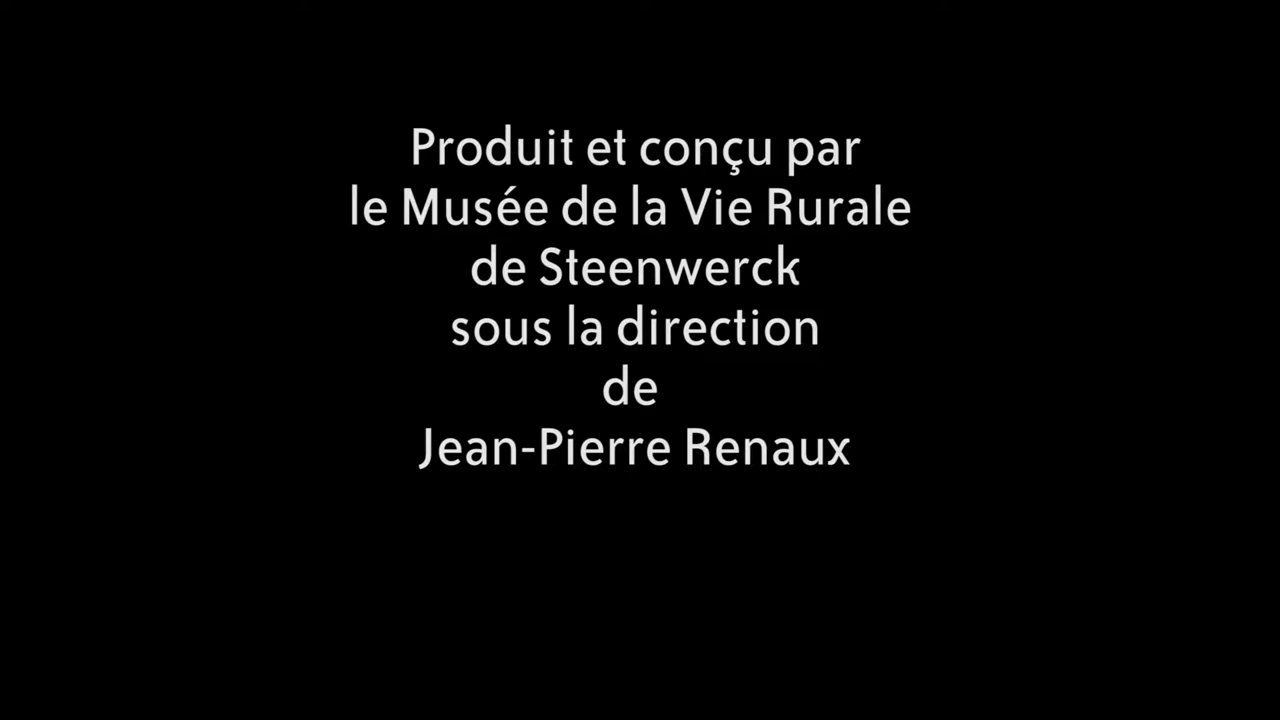 Produit et conçu par
le Musée de la Vie Rurale
de Steenwerck
sous la direction
de
Jean-Pierre Renaux